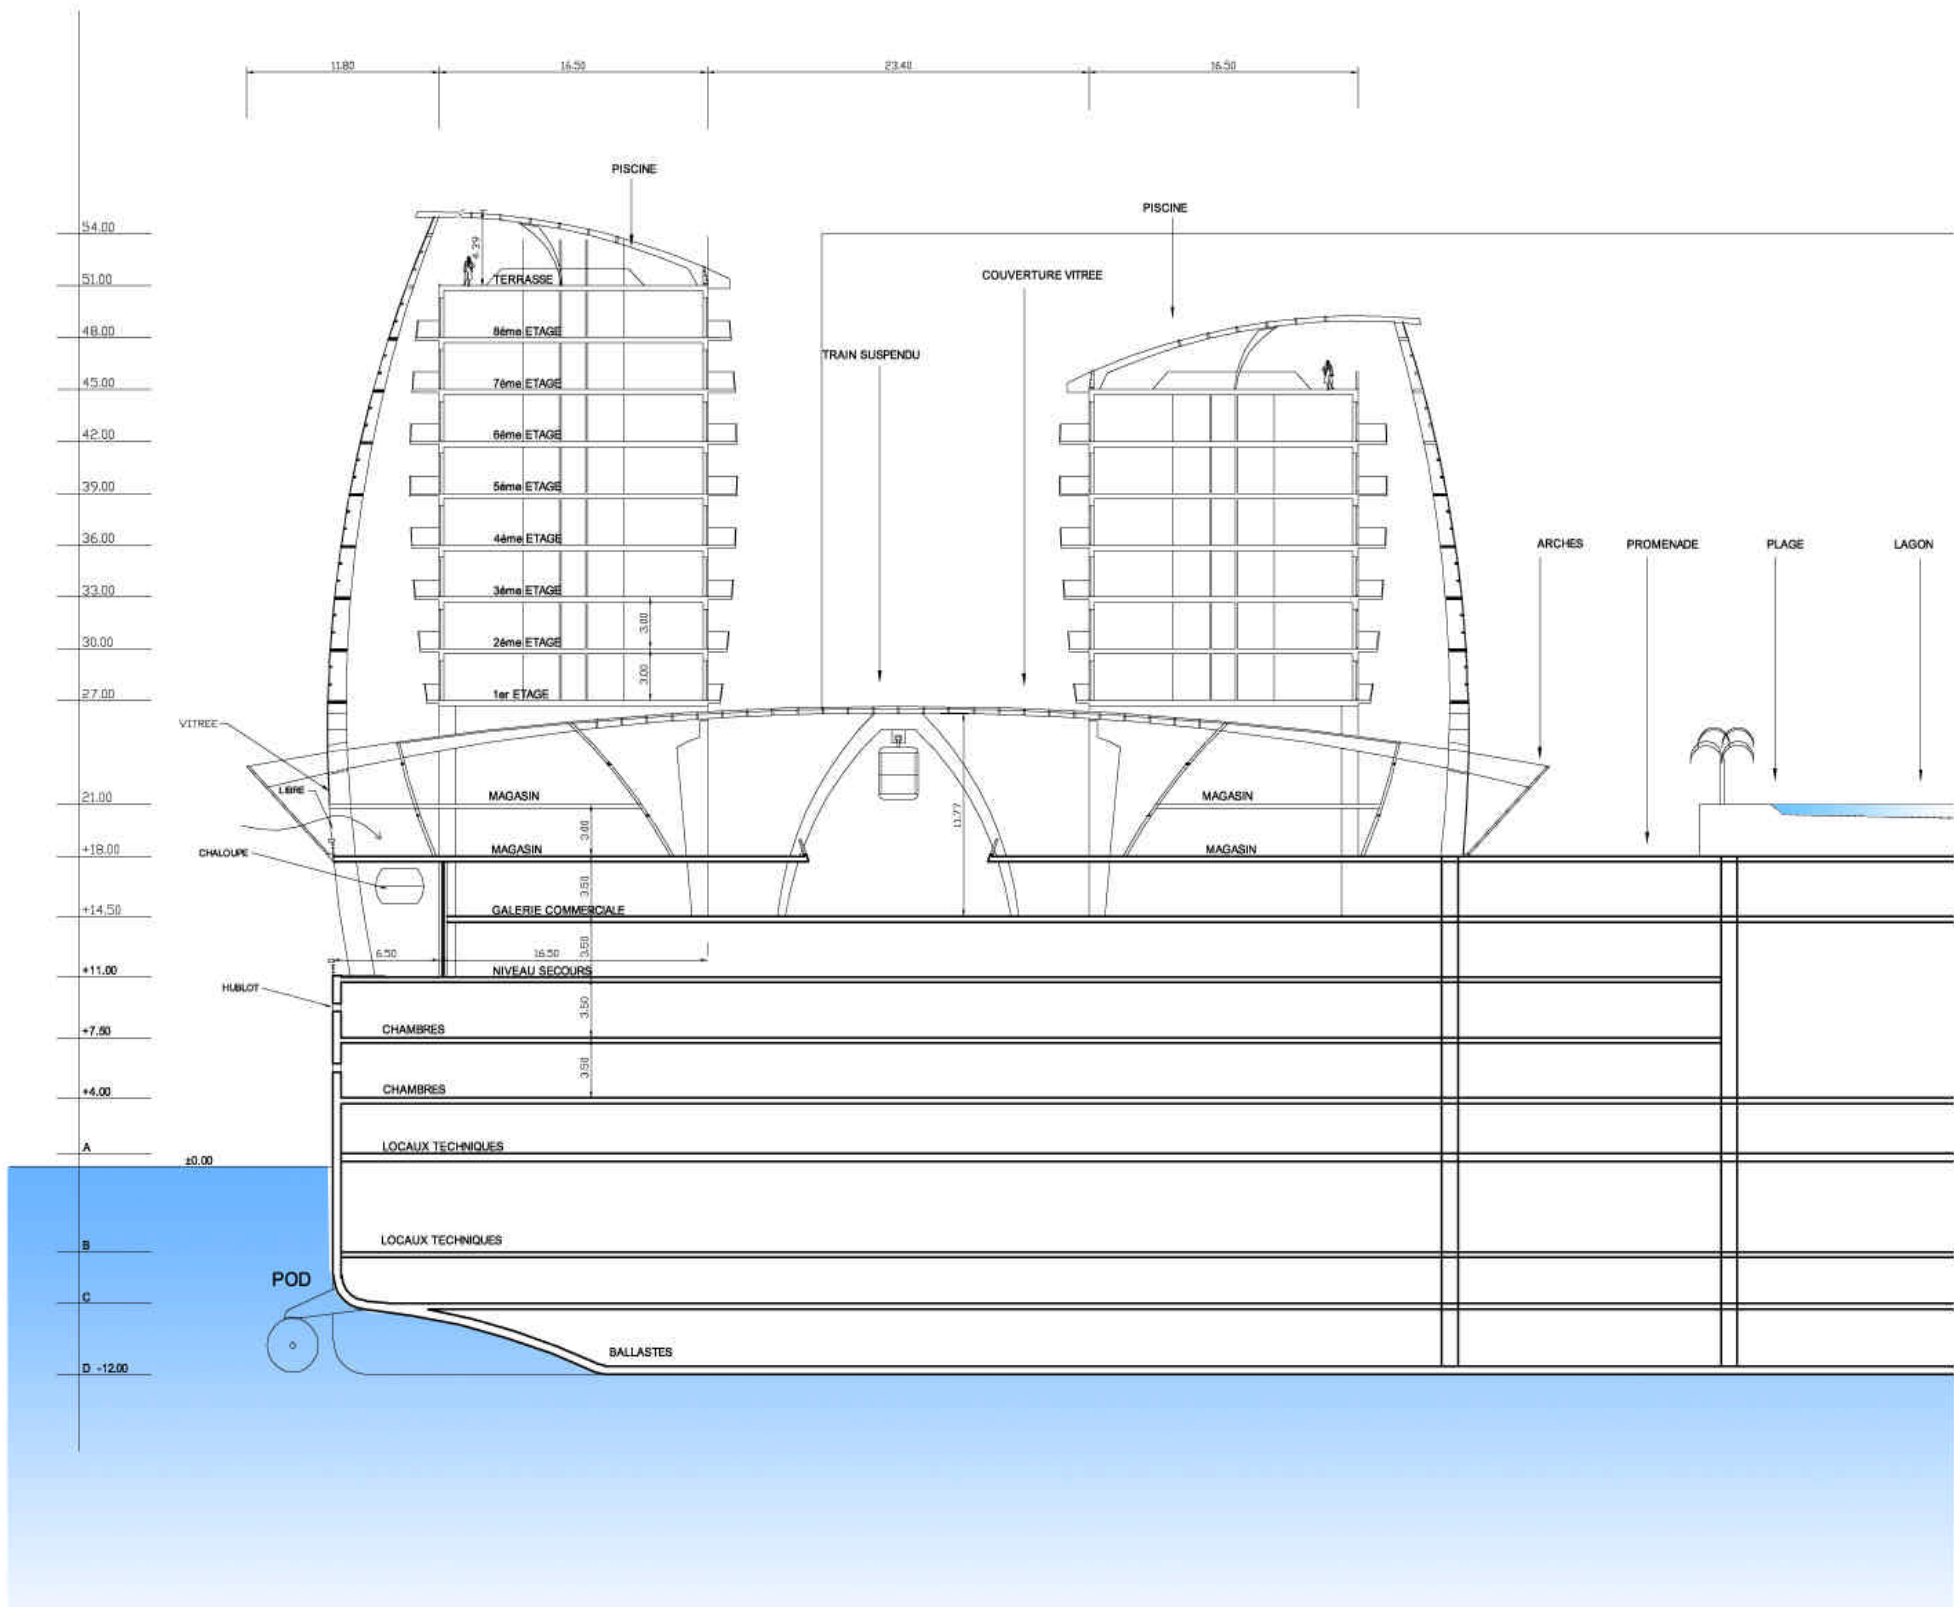 11.80
16.50
23.40
16.50
PISCINE
PISCINE
54.00
6.29
COUVERTURE VITREE
51.00
TERRASSE
48.00
8ème ETAGE
TRAIN SUSPENDU
45.00
7ème ETAGE
42.00
6ème ETAGE
39.00
5ème ETAGE
36.00
4ème ETAGE
ARCHES
PROMENADE
PLAGE
LAGON
33.00
3ème ETAGE
3.00
30.00
2ème ETAGE
3.00
27.00
1er ETAGE
VITREE
LIBRE
21.00
MAGASIN
MAGASIN
3.00
11.77
+18.00
CHALOUPE
MAGASIN
MAGASIN
3.50
+14.50
GALERIE COMMERCIALE
3.50
6.50
16.50
+11.00
NIVEAU SECOURS
HUBLOT
3.50
+7.50
CHAMBRES
3.50
+4.00
CHAMBRES
A
LOCAUX TECHNIQUES
±0.00
B
LOCAUX TECHNIQUES
POD
C
BALLASTES
D -12.00